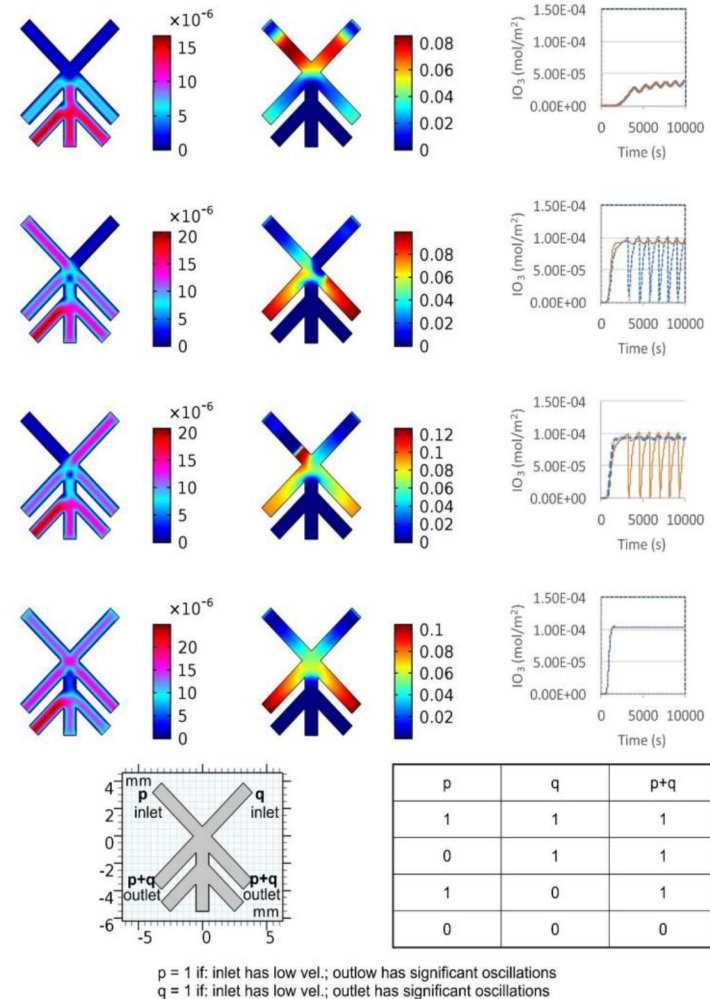 ×10⁻⁶
15
10
5
0
0.08
0.06
0.04
0.02
0
IO₃ (mol/m²)
1.50E-04
1.00E-04
5.00E-05
0.00E+00
0 5000 10000
Time (s)
×10⁻⁶
20
15
10
5
0
0.08
0.06
0.04
0.02
0
IO₃ (mol/m²)
1.50E-04
1.00E-04
5.00E-05
0.00E+00
0 5000 10000
Time (s)
×10⁻⁶
20
15
10
5
0
0.12
0.1
0.08
0.06
0.04
0.02
0
IO₃ (mol/m²)
1.50E-04
1.00E-04
5.00E-05
0.00E+00
0 5000 10000
Time (s)
×10⁻⁶
20
15
10
5
0
0.1
0.08
0.06
0.04
0.02
IO₃ (mol/m²)
1.50E-04
1.00E-04
5.00E-05
0.00E+00
0 5000 10000
Time (s)
mm
4
2
0
-2
-4
-6
p
inlet
q
inlet
p+q
outlet
p+q
outlet
mm
-5 0 5
p q p+q
1 1 1
0 1 1
1 0 1
0 0 0
p = 1 if: inlet has low vel.; outlow has significant oscillations
q = 1 if: inlet has low vel.; outlet has significant oscillations